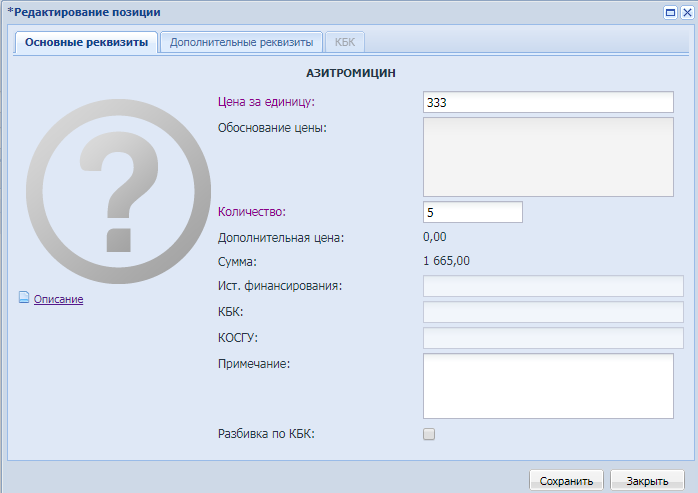 *Редактирование позиции
Основные реквизиты Дополнительные реквизиты КБК
АЗИТРОМИЦИН
Цена за единицу: 333
Обоснование цены:
Количество: 5
Дополнительная цена: 0,00
Сумма: 1 665,00
Ист. финансирования:
Описание
КБК:
КОСГУ:
Примечание:
Разбивка по КБК:
Сохранить Закрыть